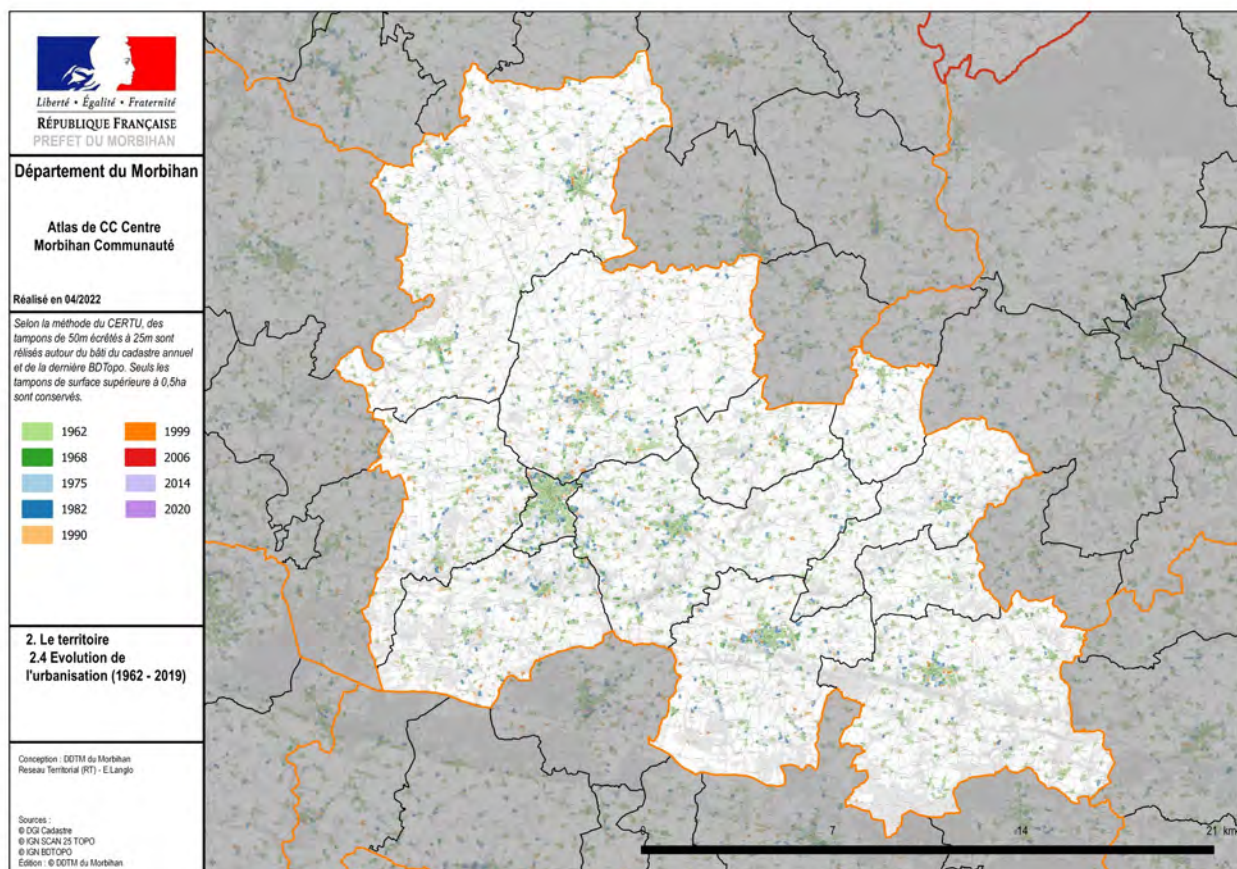 Liberté • Égalité • Fraternité
RÉPUBLIQUE FRANÇAISE
PREFET DU MORBIHAN
Département du Morbihan
Atlas de CC Centre
Morbihan Communauté
Réalisé en 04/2022
Selon la méthode du CERTU, des
tampons de 50m écrêtés à 25m sont
rélisés autour du bâti du cadastre annuel
et de la dernière BDTopo. Seuls les
tampons de surface supérieure à 0,5ha
sont conservés.
1962 1999
1968 2006
1975 2014
1982 2020
1990
2. Le territoire
2.4 Evolution de
l'urbanisation (1962 - 2019)
Conception : DDTM du Morbihan
Reseau Territorial (RT) - E.Langlo
Sources :
© DGI Cadastre
© IGN SCAN 25 TOPO
© IGN BDTOPO
Edition : © DDTM du Morbihan
0 7 14 21 km